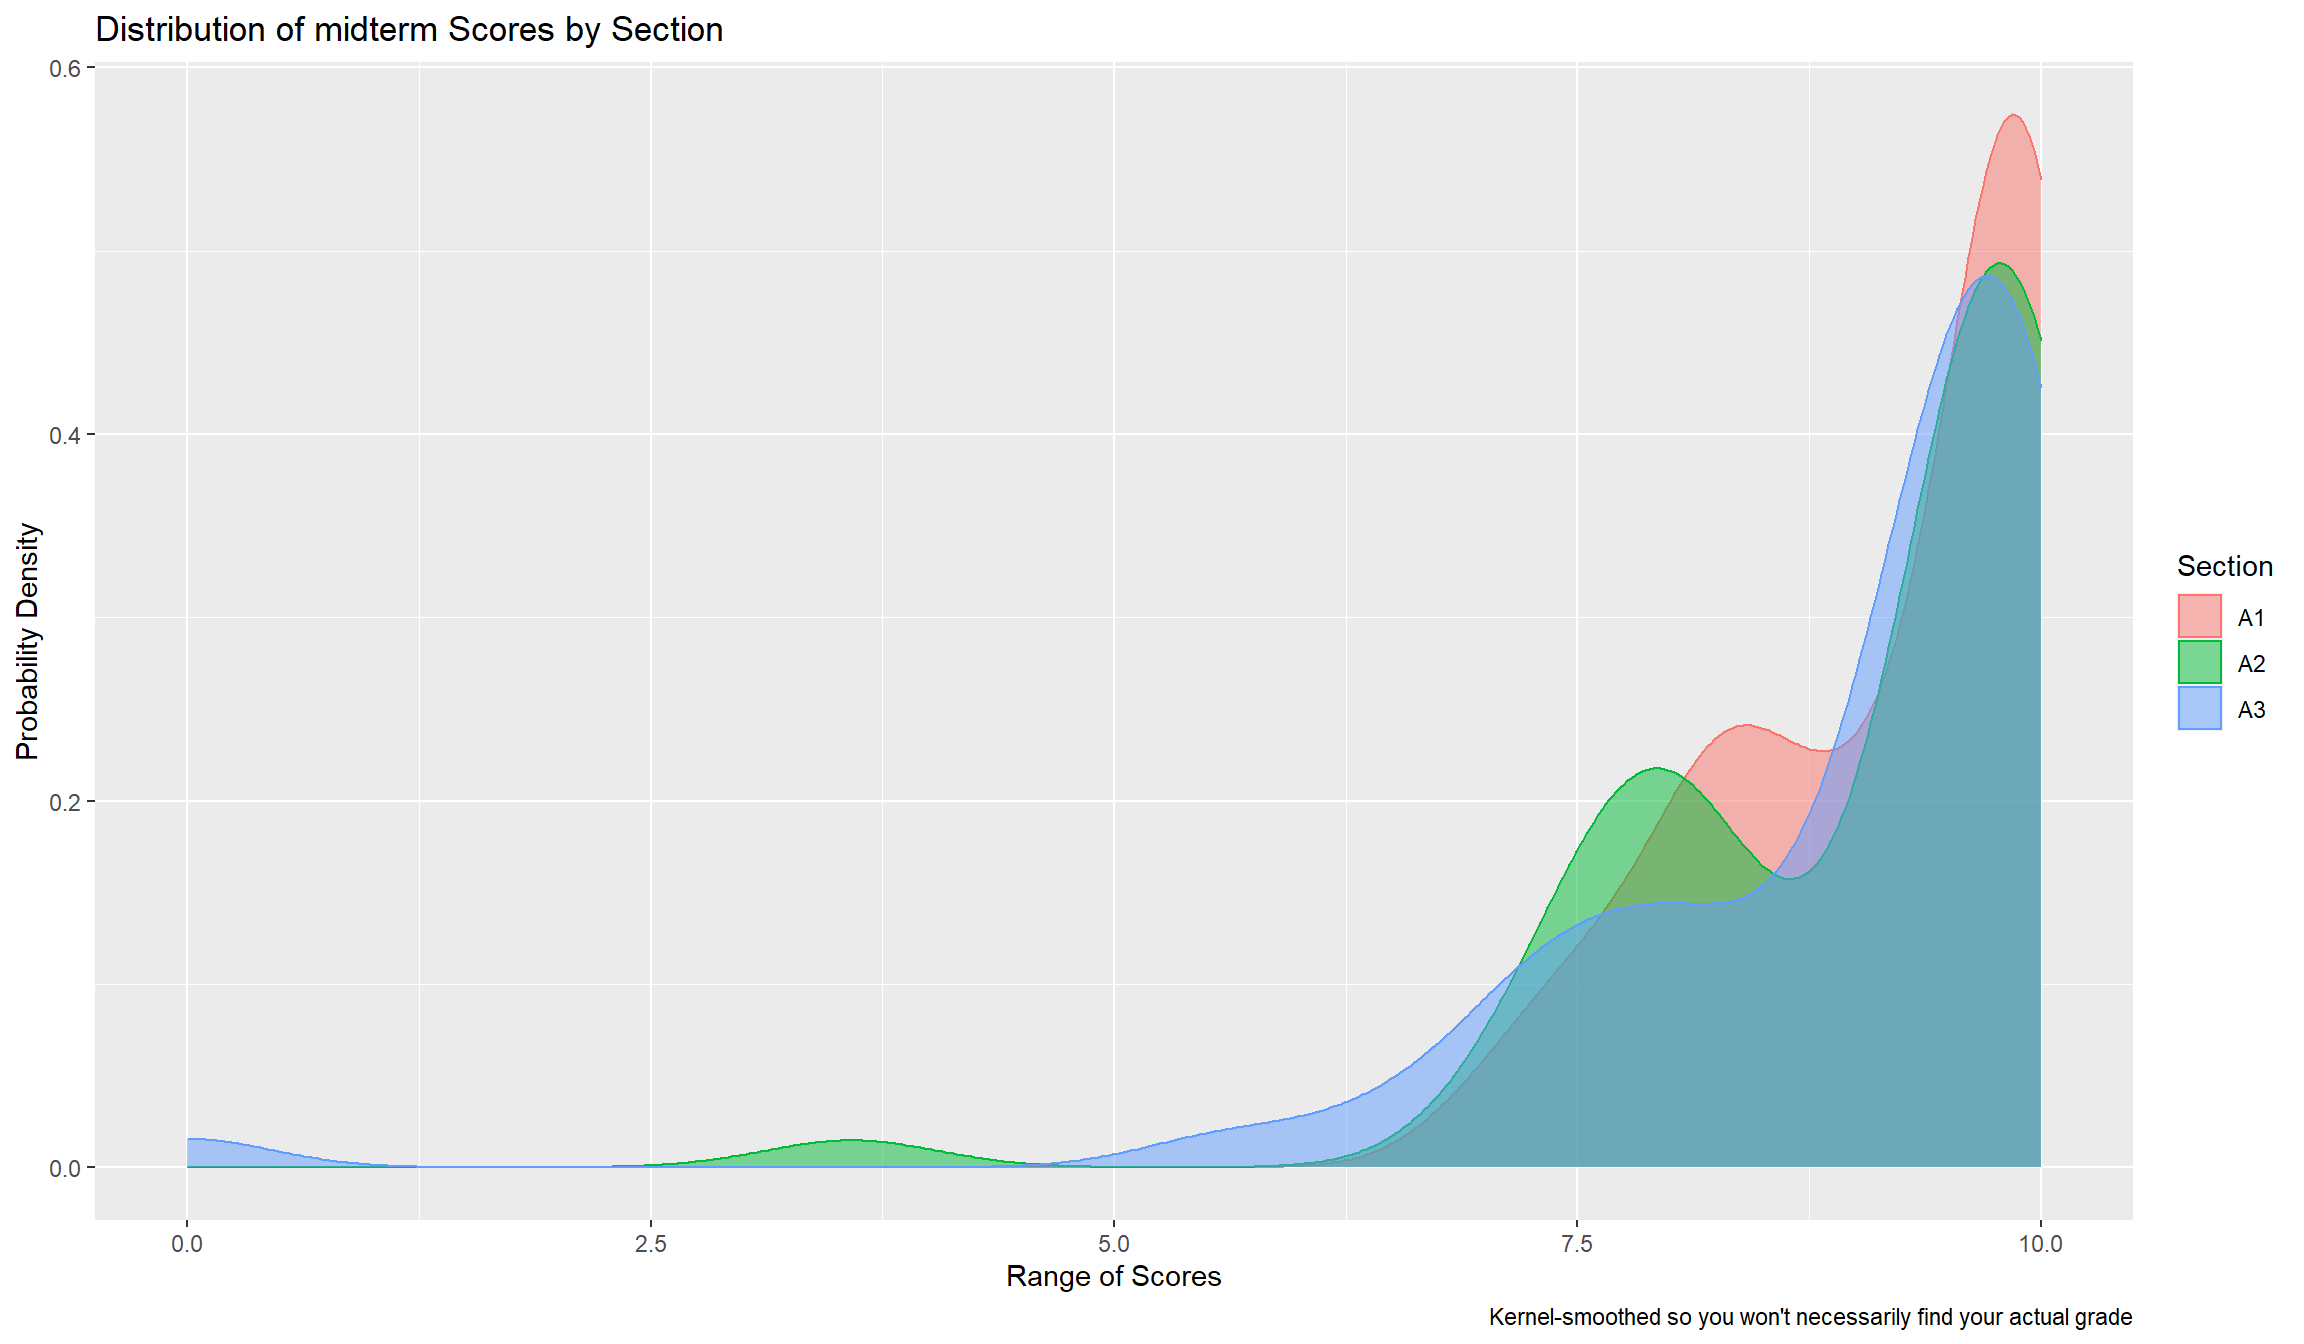 Distribution of midterm Scores by Section
0.6
0.4
0.2
0.0
Probability Density
0.0 2.5 5.0 7.5 10.0
Range of Scores
Section
A1
A2
A3
Kernel-smoothed so you won't necessarily find your actual grade